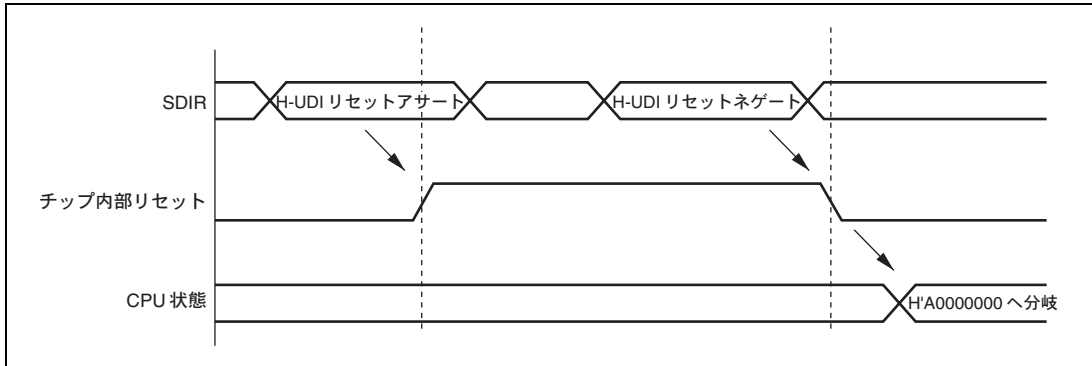 SDIR
H-UDI リセットアサート
H-UDI リセットネゲート
チップ内部リセット
CPU 状態
H'A0000000 へ分岐